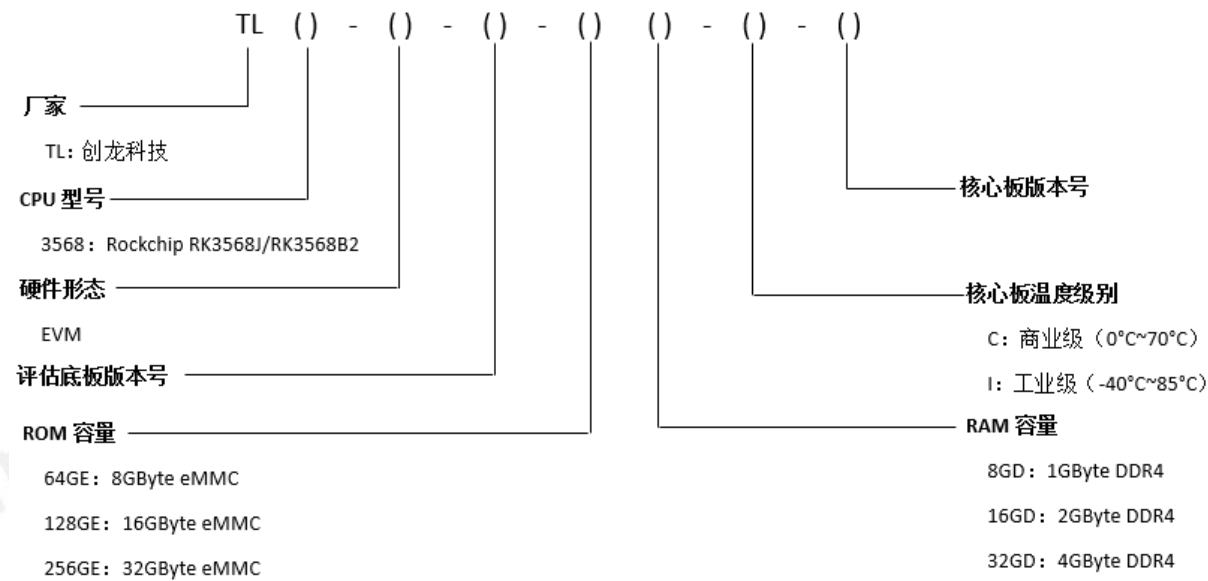 TL () - () - () - () () - () - ()
厂家
TL: 创龙科技
CPU 型号
3568: Rockchip RK3568J/RK3568B2
硬件形态
EVM
评估底板版本号
ROM 容量
64GE: 8GByte eMMC
128GE: 16GByte eMMC
256GE: 32GByte eMMC
核心板版本号
核心板温度级别
C: 商业级（0°C~70°C）
I: 工业级（-40°C~85°C）
RAM 容量
8GD: 1GByte DDR4
16GD: 2GByte DDR4
32GD: 4GByte DDR4